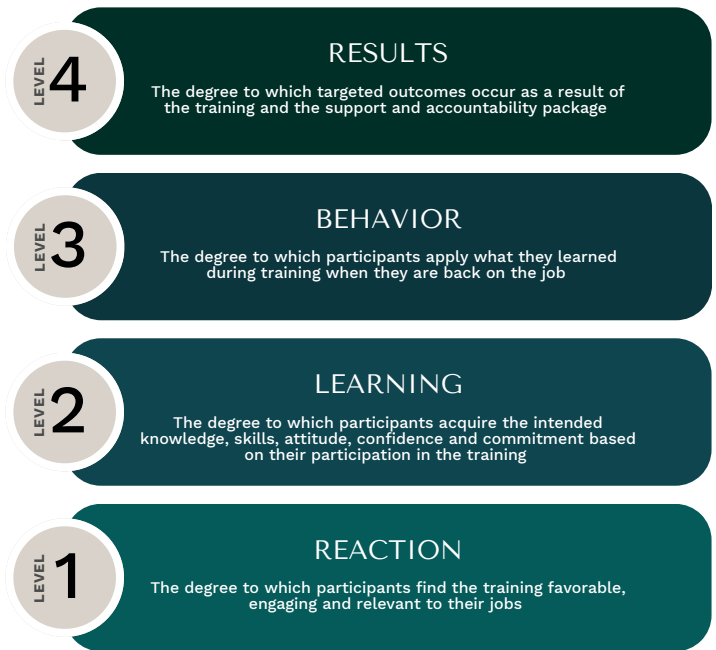 LEVEL
4
RESULTS
The degree to which targeted outcomes occur as a result of
the training and the support and accountability package
LEVEL
3
BEHAVIOR
The degree to which participants apply what they learned
during training when they are back on the job
LEVEL
2
LEARNING
The degree to which participants acquire the intended
knowledge, skills, attitude, confidence and commitment based
on their participation in the training
LEVEL
1
REACTION
The degree to which participants find the training favorable,
engaging and relevant to their jobs